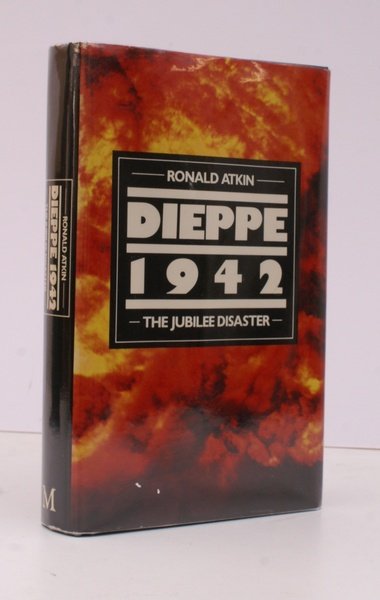 RONALD ATKIN
DIEPPE
1942
THE JUBILEE DISASTER
RONALD ATKIN
DIEPPE 1942
M